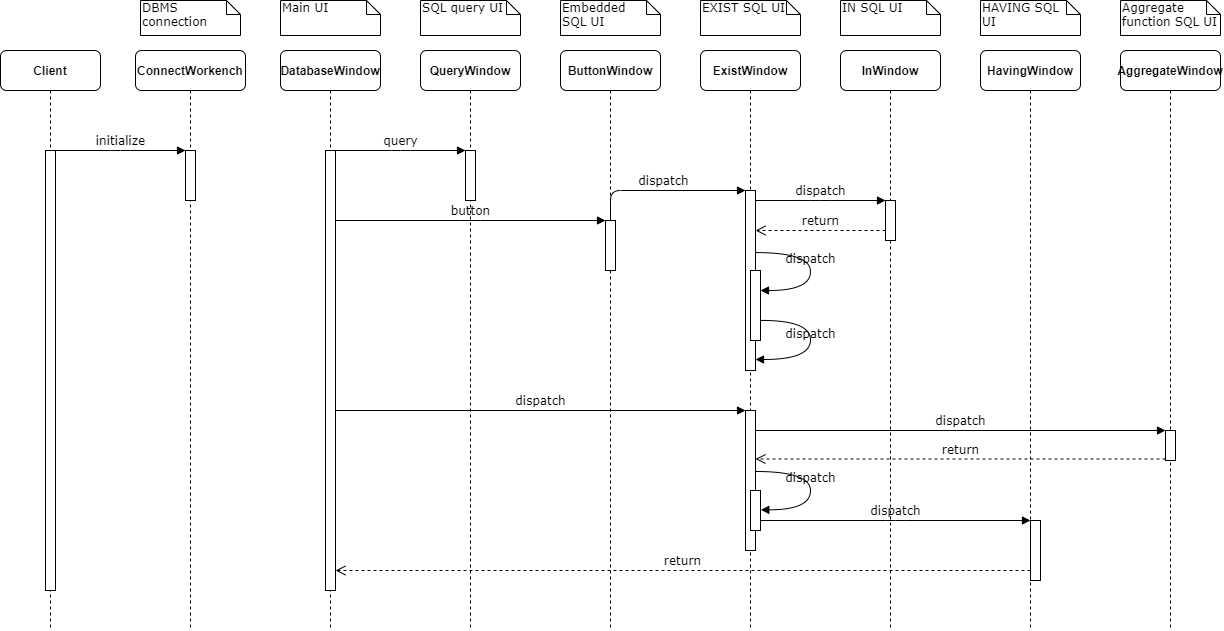 DBMS
connection
Main UI
SQL query UI
Embedded
SQL UI
EXIST SQL UI
IN SQL UI
HAVING SQL
UI
Aggregate
function SQL UI
Client
ConnectWorkench
DatabaseWindow
QueryWindow
ButtonWindow
ExistWindow
InWindow
HavingWindow
AggregateWindow
initialize
query
dispatch
dispatch
button
return
dispatch
dispatch
dispatch
dispatch
return
dispatch
dispatch
return